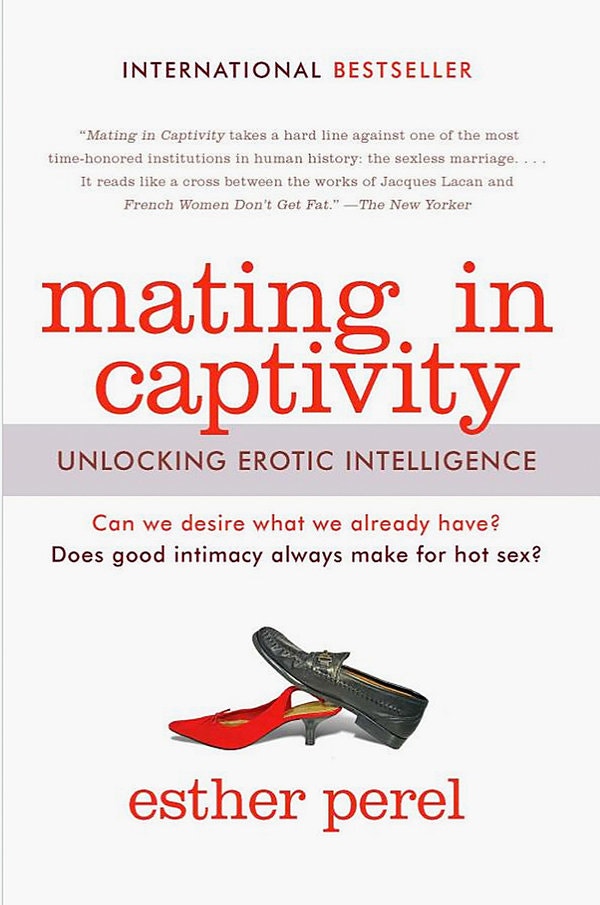 INTERNATIONAL BESTSELLER
“Mating in Captivity takes a hard line against one of the most
time-honored institutions in human history: the sexless marriage. . . .
It reads like a cross between the works of Jacques Lacan and
French Women Don’t Get Fat.” —The New Yorker
mating in
captivity
UNLOCKING EROTIC INTELLIGENCE
Can we desire what we already have?
Does good intimacy always make for hot sex?
esther perel